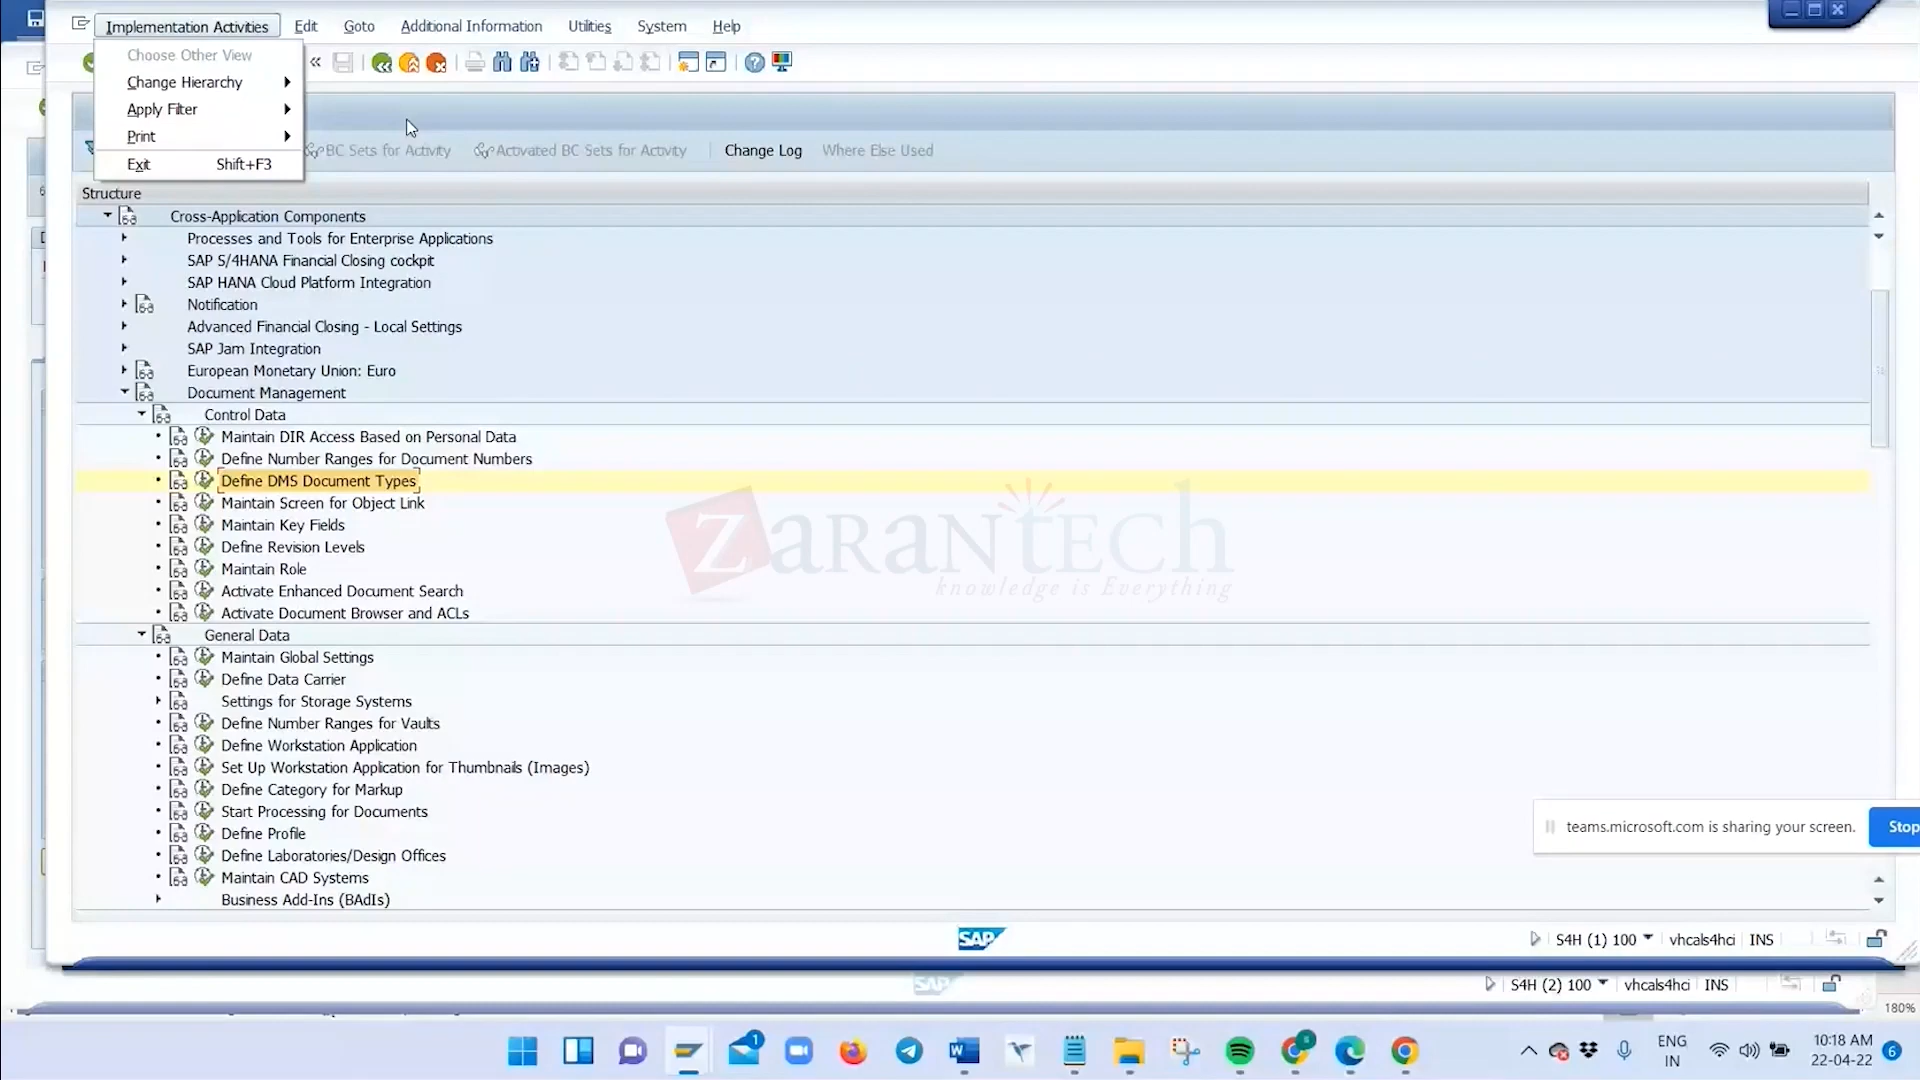 Implementation Activities Edit Goto Additional Information Utilities System Help
Choose Other View
Change Hierarchy
Apply Filter
Print
Exit Shift+F3
BC Sets for Activity Activated BC Sets for Activity Change Log Where Else Used
Structure
Cross-Application Components
Processes and Tools for Enterprise Applications
SAP S/4HANA Financial Closing cockpit
SAP HANA Cloud Platform Integration
Notification
Advanced Financial Closing - Local Settings
SAP Jam Integration
European Monetary Union: Euro
Document Management
Control Data
Maintain DIR Access Based on Personal Data
Define Number Ranges for Document Numbers
Define DMS Document Types
Maintain Screen for Object Link
Maintain Key Fields
Define Revision Levels
Maintain Role
Activate Enhanced Document Search
Activate Document Browser and ACLs
General Data
Maintain Global Settings
Define Data Carrier
Settings for Storage Systems
Define Number Ranges for Vaults
Define Workstation Application
Set Up Workstation Application for Thumbnails (Images)
Define Category for Markup
Start Processing for Documents
Define Profile
Define Laboratories/Design Offices
Maintain CAD Systems
Business Add-Ins (BAdIs)
ZaranTech
knowledge is Everything
teams.microsoft.com is sharing your screen. Stop
SAP S4H (1) 100 vhcals4hci INS
SAP S4H (2) 100 vhcals4hci INS
180%
1
ENG
IN
10:18 AM
22-04-22
6